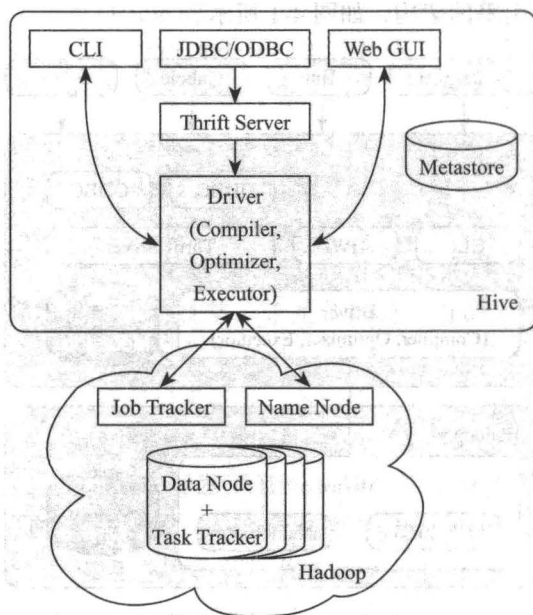 CLI
JDBC/ODBC
Web GUI
Thrift Server
Metastore
Driver
(Compiler,
Optimizer,
Executor)
Hive
Job Tracker
Name Node
Data Node
+
Task Tracker
Hadoop